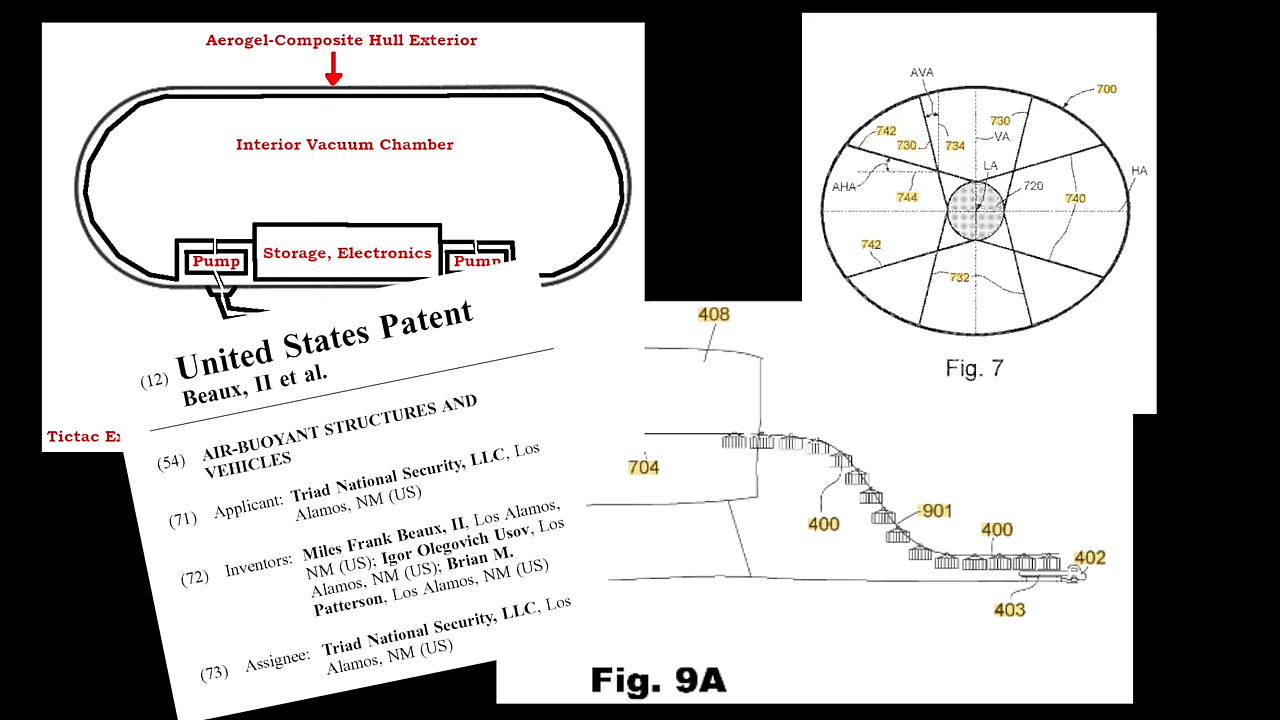 Aerogel-Composite Hull Exterior
Interior Vacuum Chamber
Storage, Electronics
Pump
Pump
Tictac
(12) United States Patent
Beaux, II et al.
(54) AIR-BUOYANT STRUCTURES AND
VEHICLES
(71) Applicant: Triad National Security, LLC, Los
Alamos, NM (US)
(72) Inventors: Miles Frank Beaux, II, Los Alamos,
NM (US); Igor Olegovich Usov, Los
Alamos, NM (US); Brian M.
Patterson, Los Alamos, NM (US)
(73) Assignee: Triad National Security, LLC, Los
Alamos, NM (US)
AVA
700
742
730
730
734
VA
LA
HA
AHA
744
720
740
742
732
Fig. 7
408
704
400
901
400
402
403
Fig. 9A